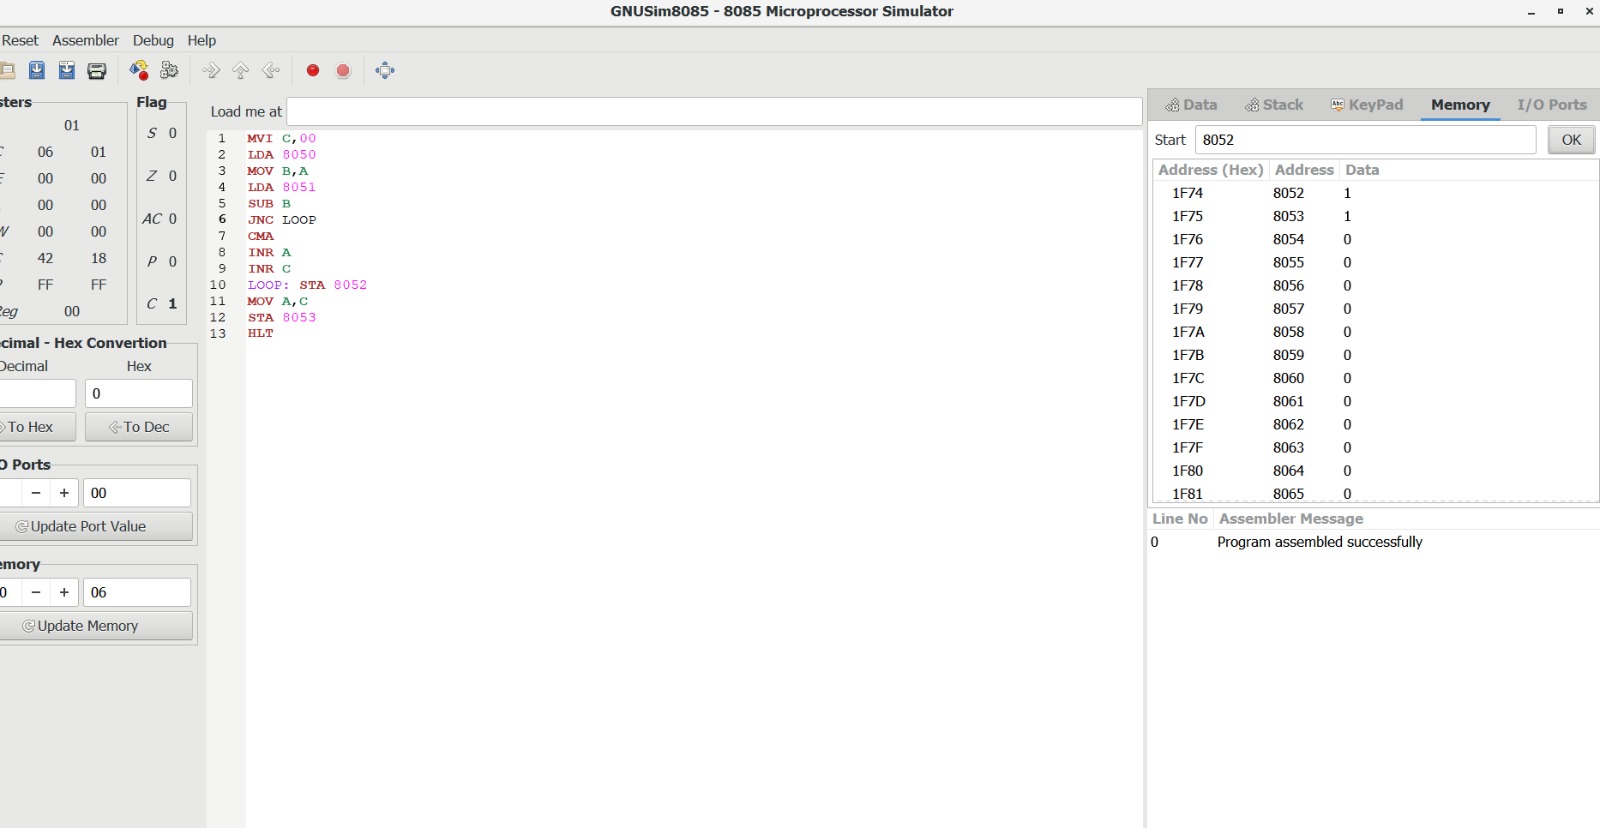 GNUSim8085 - 8085 Microprocessor Simulator
Reset Assembler Debug Help
sters
01
06 01
00 00
00 00
00 00
42 18
FF FF
eg 00
Flag
S 0
Z 0
AC 0
P 0
C 1
cimal - Hex Convertion
Decimal Hex
0
To Hex To Dec
O Ports
− + 00
Update Port Value
emory
0 − + 06
Update Memory
Load me at
1 MVI C,00
2 LDA 8050
3 MOV B,A
4 LDA 8051
5 SUB B
6 JNC LOOP
7 CMA
8 INR A
9 INR C
10 LOOP: STA 8052
11 MOV A,C
12 STA 8053
13 HLT
Data Stack KeyPad Memory I/O Ports
Start 8052 OK
Address (Hex) Address Data
1F74 8052 1
1F75 8053 1
1F76 8054 0
1F77 8055 0
1F78 8056 0
1F79 8057 0
1F7A 8058 0
1F7B 8059 0
1F7C 8060 0
1F7D 8061 0
1F7E 8062 0
1F7F 8063 0
1F80 8064 0
1F81 8065 0
Line No Assembler Message
0 Program assembled successfully